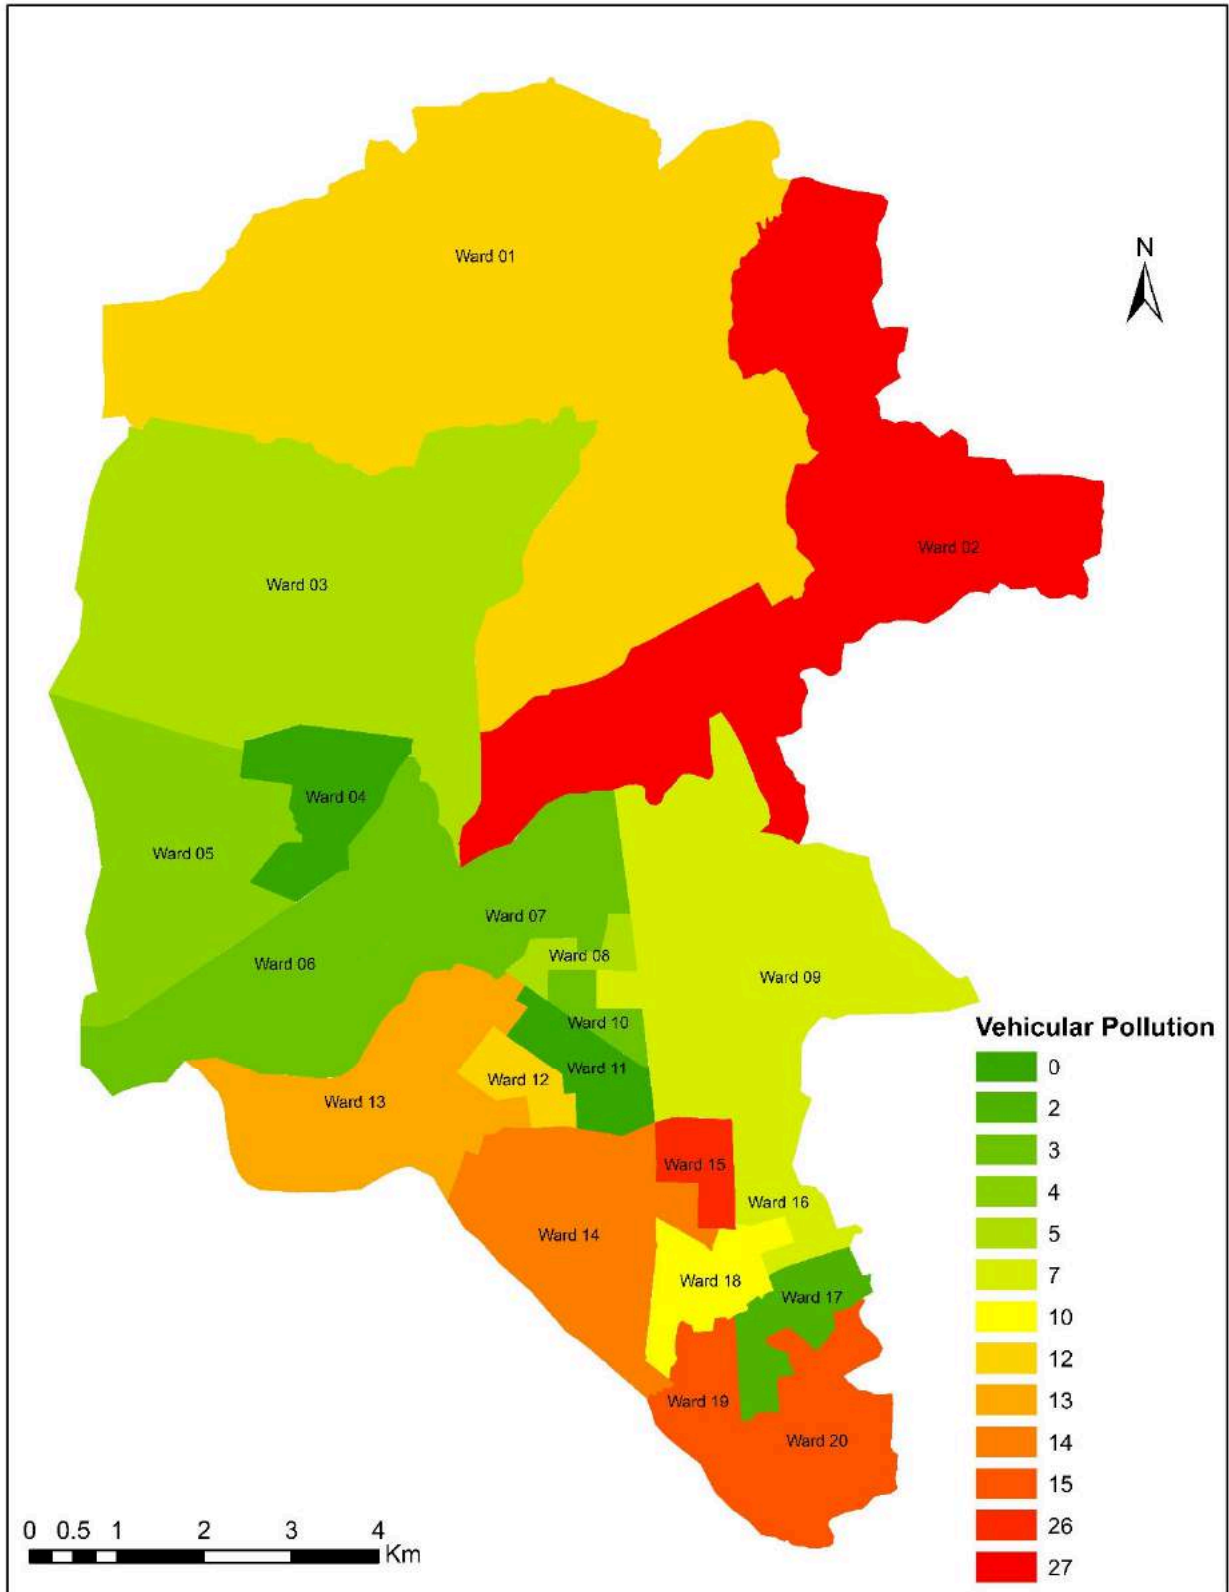 Ward 01
N
Ward 02
Ward 03
Ward 04
Ward 05
Ward 07
Ward 08
Ward 06
Ward 09
Ward 10
Ward 11
Ward 12
Ward 13
Ward 15
Ward 16
Ward 14
Ward 18
Ward 17
Ward 19
Ward 20
Vehicular Pollution
0
2
3
4
5
7
10
12
13
14
15
26
27
0 0.5 1 2 3 4
Km